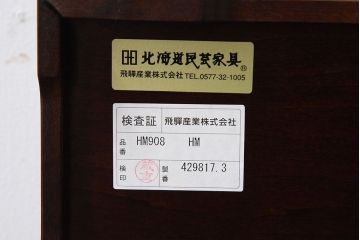 北海道民芸家具
飛驒産業株式会社 TEL.0577-32-1005
検査証 飛驒産業株式会社
品番 HM908 HM
検印 製番 429817.3